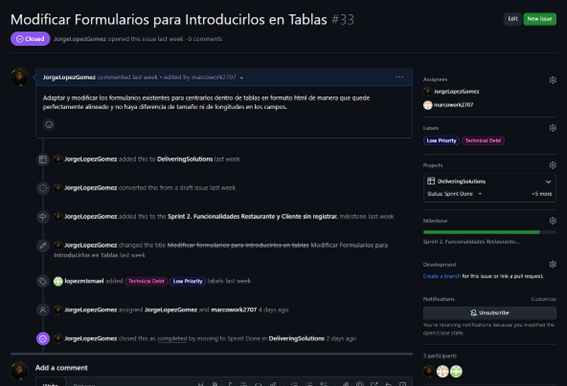 Modificar Formularios para Introducirlos en Tablas #33
Edit
New issue
Closed
JorgeLopezGomez opened this issue last week · 0 comments
JorgeLopezGomez commented last week • edited by marcowork2707
Adaptar y modificar los formularios existentes para centrarlos dentro de tablas en formato html de manera que quede
perfectamente alineado y no haya diferencia de tamaño ni de longitudes en los campos.
JorgeLopezGomez added this to DeliveringSolutions last week
JorgeLopezGomez converted this from a draft issue last week
JorgeLopezGomez added this to the Sprint 2. Funcionalidades Restaurante y Cliente sin registrar. milestone last week
JorgeLopezGomez changed the title Modificar formularios para introducirlos en tablas Modificar Formularios para
Introducirlos en Tablas last week
lopezmismael added Technical Debt Low Priority labels last week
JorgeLopezGomez assigned JorgeLopezGomez and marcowork2707 4 days ago
JorgeLopezGomez closed this as completed by moving to Sprint Done in DeliveringSolutions 2 days ago
Add a comment
Assignees
JorgeLopezGomez
marcowork2707
Labels
Low Priority
Technical Debt
Projects
DeliveringSolutions
Status: Sprint Done
+5 more
Milestone
Sprint 2. Funcionalidades Restaurante...
Development
Create a branch for this issue or link a pull request.
Notifications
Customize
Unsubscribe
You're receiving notifications because you modified the
open/close state.
3 participants